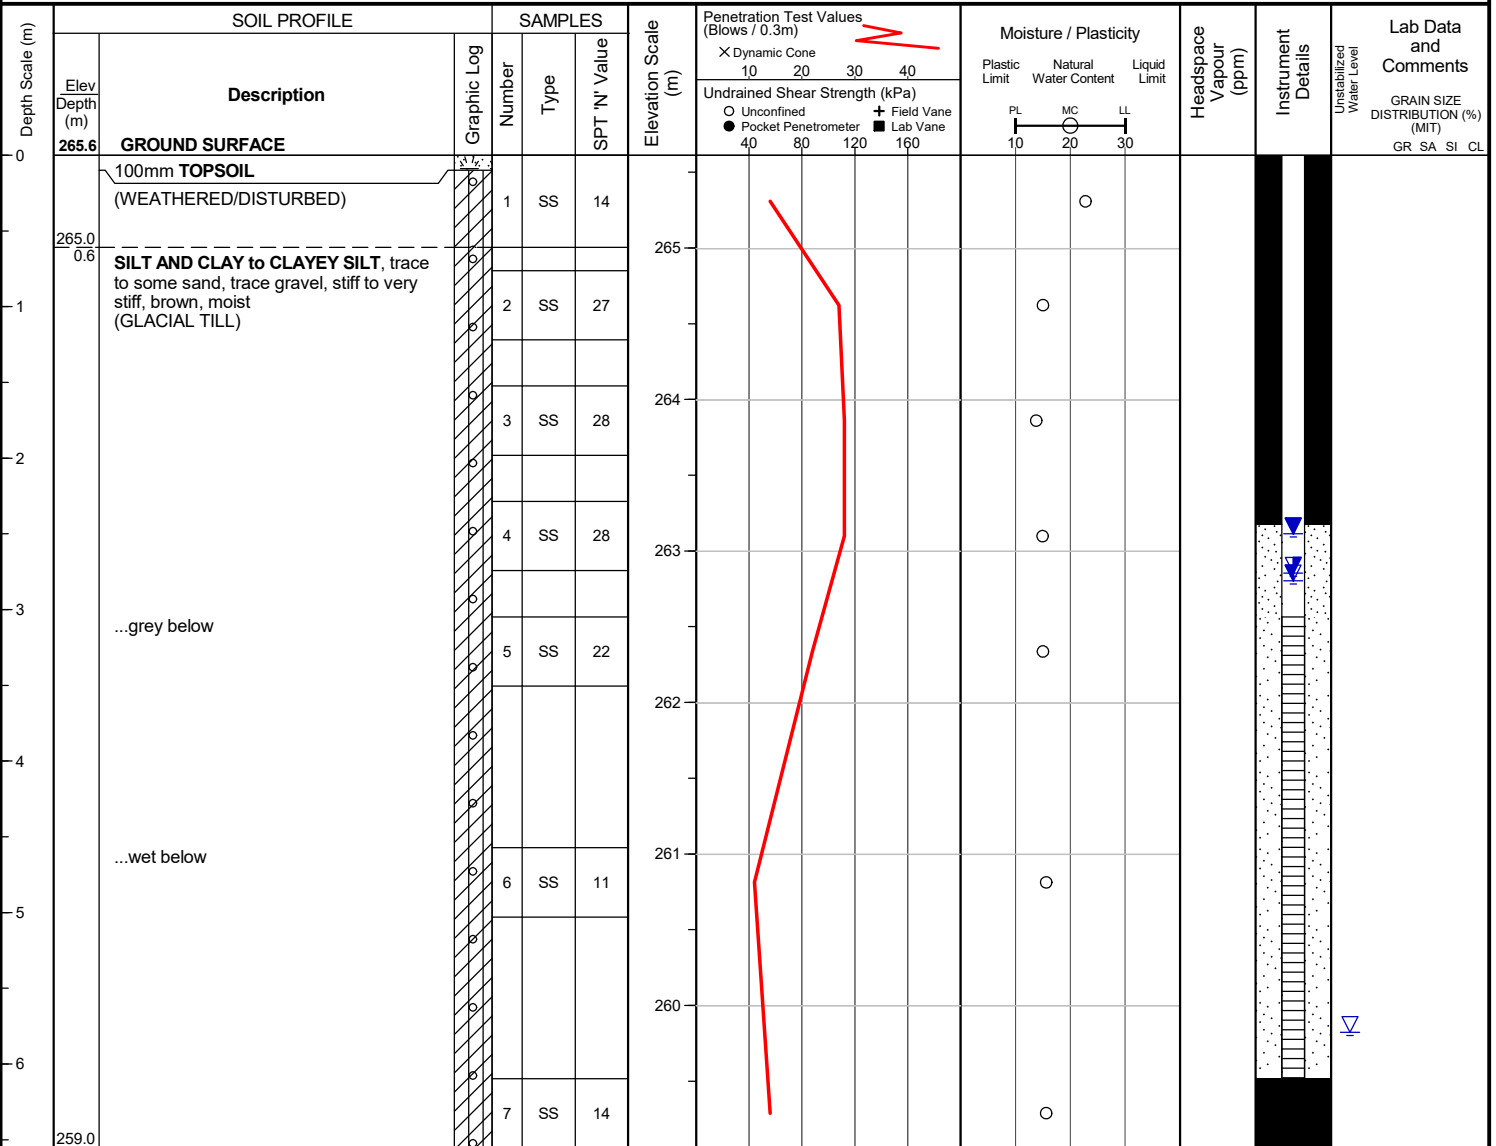 Depth Scale (m)
SOIL PROFILE
Elev
Depth
(m)
265.6
Description
GROUND SURFACE
Graphic Log
SAMPLES
Number
Type
SPT 'N' Value
Elevation Scale
(m)
Penetration Test Values
(Blows / 0.3m)
× Dynamic Cone
10 20 30 40
Undrained Shear Strength (kPa)
Unconfined
Field Vane
Pocket Penetrometer
Lab Vane
40 80 120 160
Moisture / Plasticity
Plastic Natural Liquid
Limit Water Content Limit
PL MC LL
10 20 30
Headspace
Vapour
(ppm)
Instrument
Details
Unstabilized
Water Level
Lab Data
and
Comments
GRAIN SIZE
DISTRIBUTION (%)
(MIT)
GR SA SI CL
0
100mm TOPSOIL
(WEATHERED/DISTURBED)
1 SS 14
265.0
0.6
265
SILT AND CLAY to CLAYEY SILT, trace
to some sand, trace gravel, stiff to very
stiff, brown, moist
(GLACIAL TILL)
1
2 SS 27
264
3 SS 28
2
4 SS 28
263
3
...grey below
5 SS 22
262
4
...wet below
261
6 SS 11
5
260
6
7 SS 14
259.0